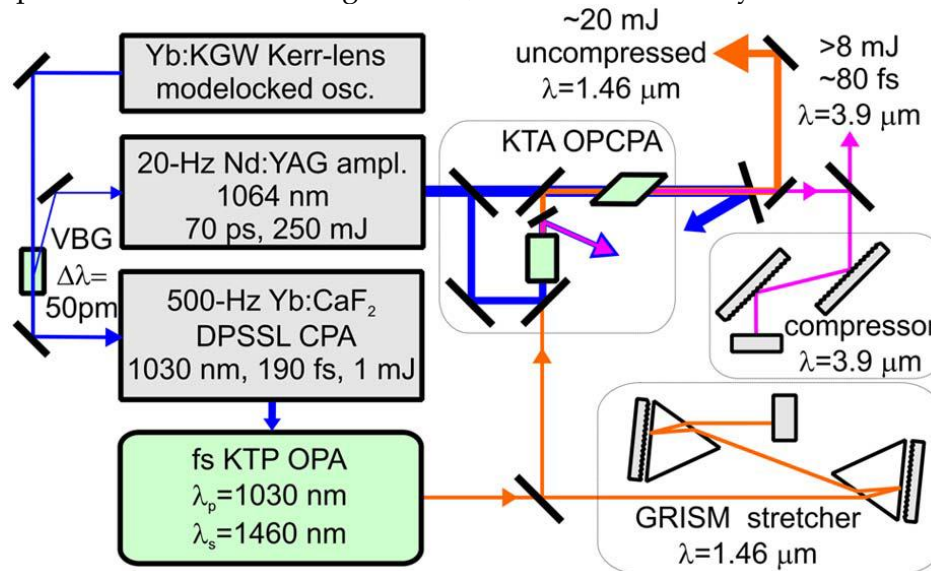 Yb:KGW Kerr-lens
modelocked osc.
20-Hz Nd:YAG ampl.
1064 nm
70 ps, 250 mJ
VBG
Δλ=
50pm
500-Hz Yb:CaF₂
DPSSL CPA
1030 nm, 190 fs, 1 mJ
fs KTP OPA
λₚ=1030 nm
λₛ=1460 nm
KTA OPCPA
~20 mJ
uncompressed
λ=1.46 μm
>8 mJ
~80 fs
λ=3.9 μm
compressor
λ=3.9 μm
GRISM stretcher
λ=1.46 μm